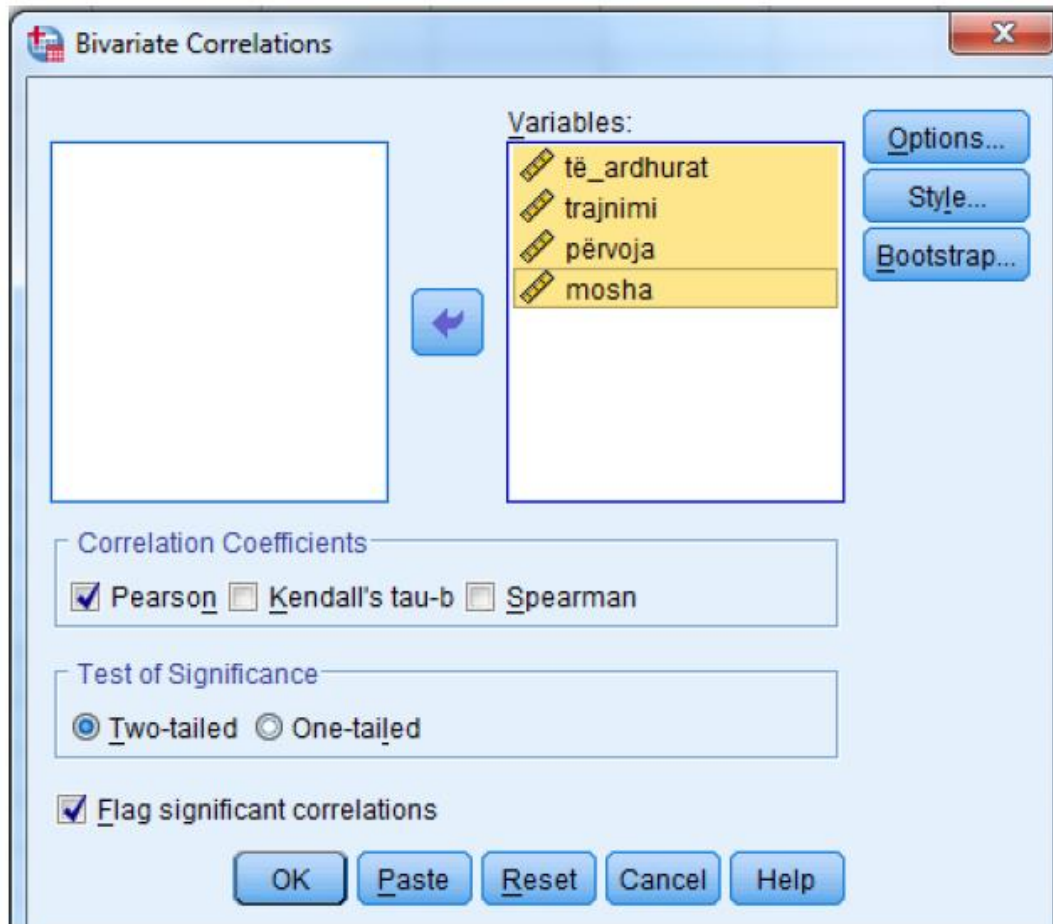 Bivariate Correlations
X
Variables:
të_ardhurat
trajnimi
përvoja
mosha
Options...
Style...
Bootstrap...
Correlation Coefficients
Pearson Kendall's tau-b Spearman
Test of Significance
Two-tailed One-tailed
Flag significant correlations
OK Paste Reset Cancel Help